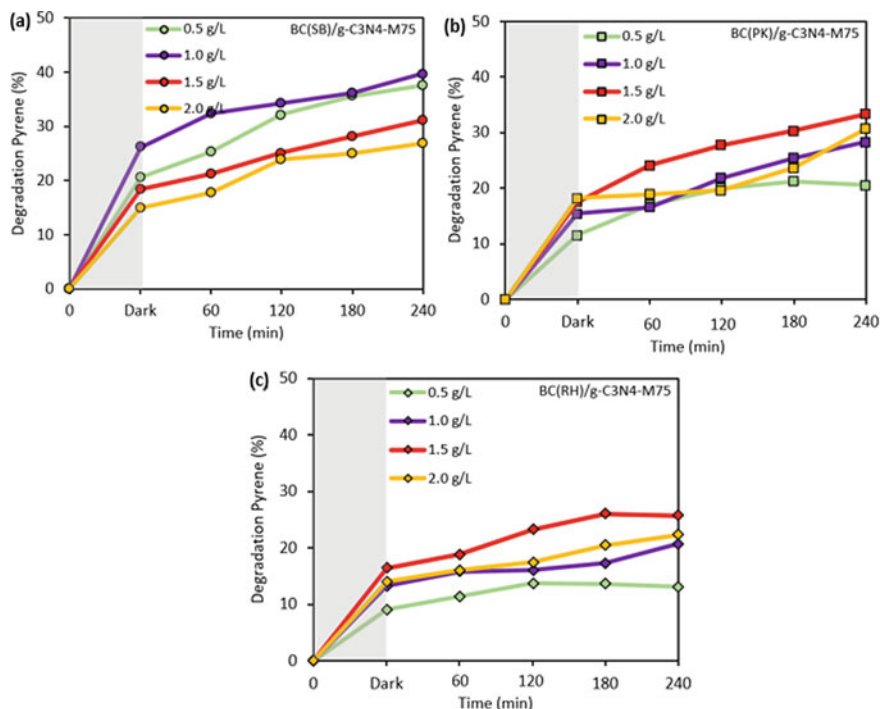 (a)
BC(SB)/g-C3N4-M75
0.5 g/L
1.0 g/L
1.5 g/L
2.0 g/L
50
40
30
20
10
0
Degradation Pyrene (%)
0 Dark 60 120 180 240
Time (min)
(b)
BC(PK)/g-C3N4-M75
0.5 g/L
1.0 g/L
1.5 g/L
2.0 g/L
50
40
30
20
10
0
Degradation Pyrene (%)
0 Dark 60 120 180 240
Time (min)
(c)
BC(RH)/g-C3N4-M75
0.5 g/L
1.0 g/L
1.5 g/L
2.0 g/L
50
40
30
20
10
0
Degradation Pyrene (%)
0 Dark 60 120 180 240
Time (min)